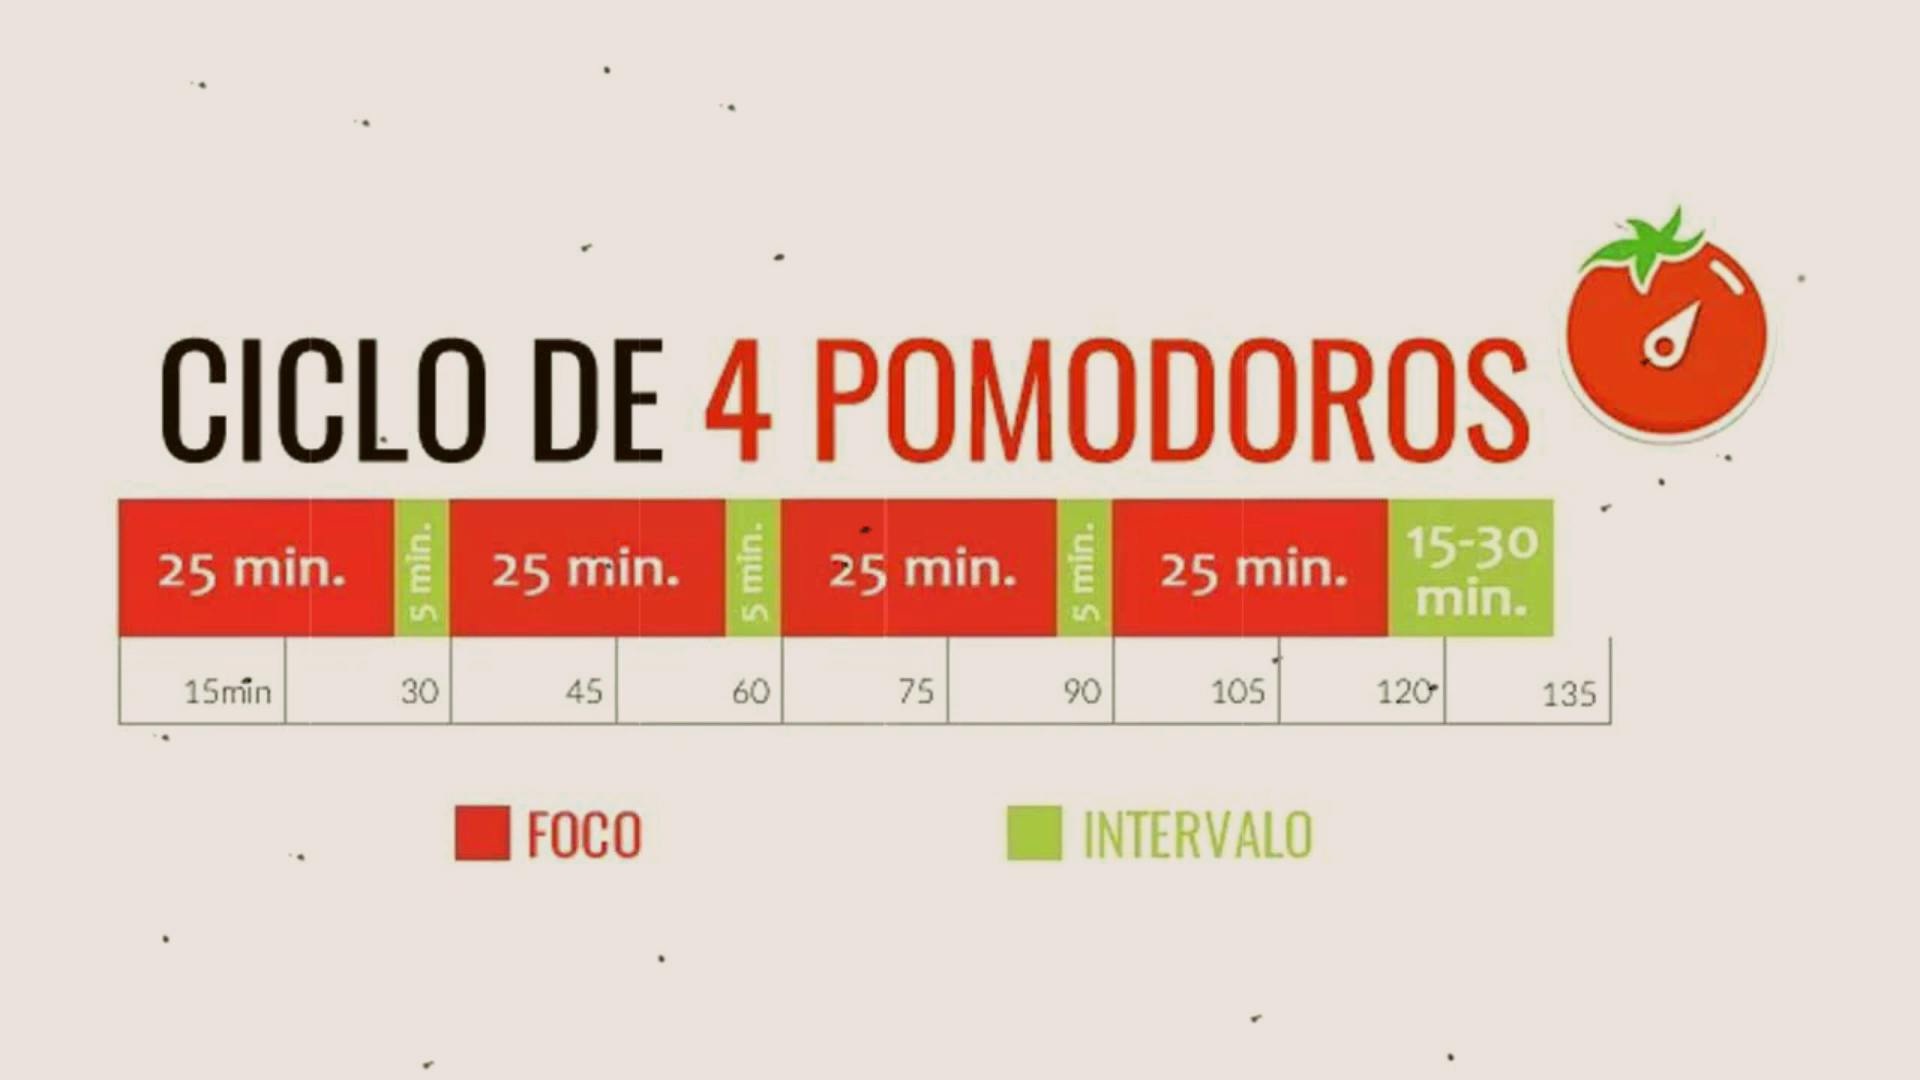 CICLO DE 4 POMODOROS
25 min.
5 min.
25 min.
5 min.
25 min.
5 min.
25 min.
15-30
min.
15min 30 45 60 75 90 105 120 135
FOCO
INTERVALO